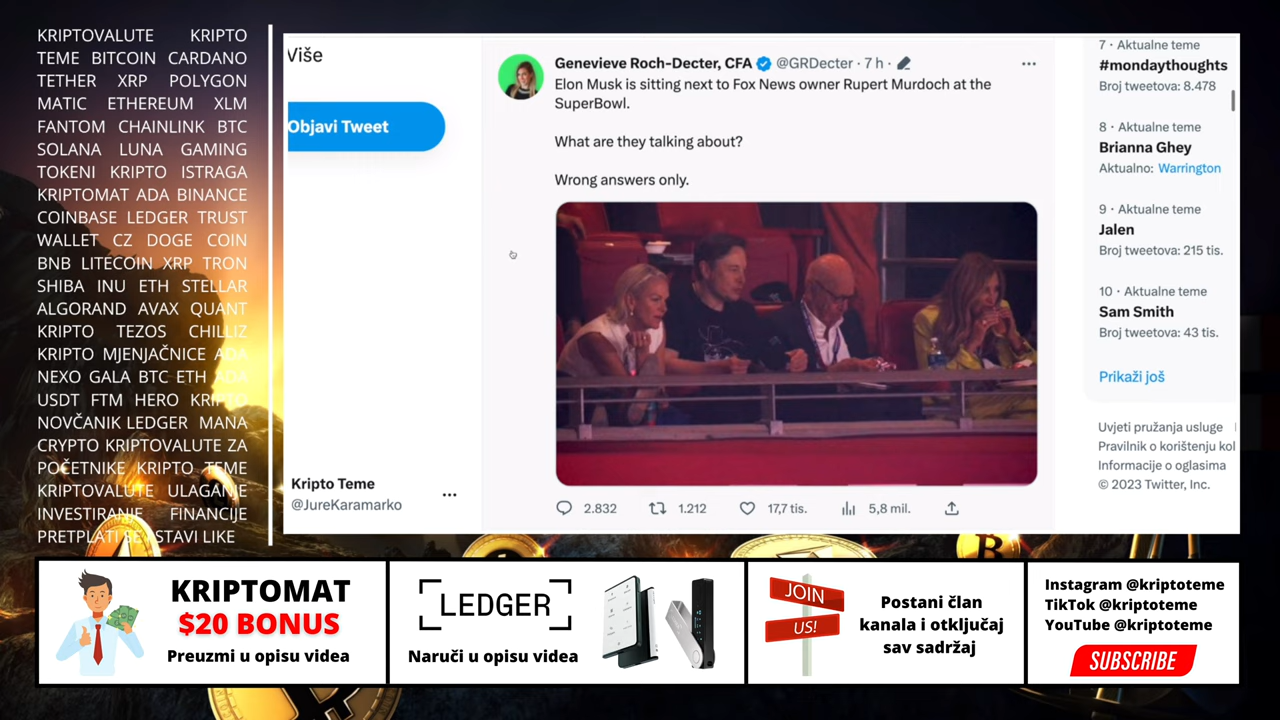 KRIPTOVALUTE KRIPTO
TEME BITCOIN CARDANO
TETHER XRP POLYGON
MATIC ETHEREUM XLM
FANTOM CHAINLINK BTC
SOLANA LUNA GAMING
TOKENI KRIPTO ISTRAGA
KRIPTOMAT ADA BINANCE
COINBASE LEDGER TRUST
WALLET CZ DOGE COIN
BNB LITECOIN XRP TRON
SHIBA INU ETH STELLAR
ALGORAND AVAX QUANT
KRIPTO TEZOS CHILLIZ
KRIPTO MJENJAČNICE ADA
NEXO GALA BTC ETH ADA
USDT FTM HERO KRIPTO
NOVČANIK LEDGER MANA
CRYPTO KRIPTOVALUTE ZA
POČETNIKE KRIPTO TEME
KRIPTOVALUTE ULAGANJE
INVESTIRANJE FINANCIJE
PRETPLATI SE OSTAVI LIKE
Više
Objavi Tweet
Kripto Teme
@JureKaramarko
Genevieve Roch-Decter, CFA @GRDecter · 7 h ·
Elon Musk is sitting next to Fox News owner Rupert Murdoch at the
SuperBowl.
What are they talking about?
Wrong answers only.
2.832 1.212 17,7 tis. 5,8 mil.
7 · Aktualne teme
#mondaythoughts
Broj tweetova: 8.478
8 · Aktualne teme
Brianna Ghey
Aktualno: Warrington
9 · Aktualne teme
Jalen
Broj tweetova: 215 tis.
10 · Aktualne teme
Sam Smith
Broj tweetova: 43 tis.
Prikaži još
Uvjeti pružanja usluge
Pravilnik o korištenju kol
Informacije o oglasima
© 2023 Twitter, Inc.
KRIPTOMAT
$20 BONUS
Preuzmi u opisu videa
LEDGER
Naruči u opisu videa
JOIN
US!
Postani član
kanala i otključaj
sav sadržaj
Instagram @kriptoteme
TikTok @kriptoteme
YouTube @kriptoteme
SUBSCRIBE